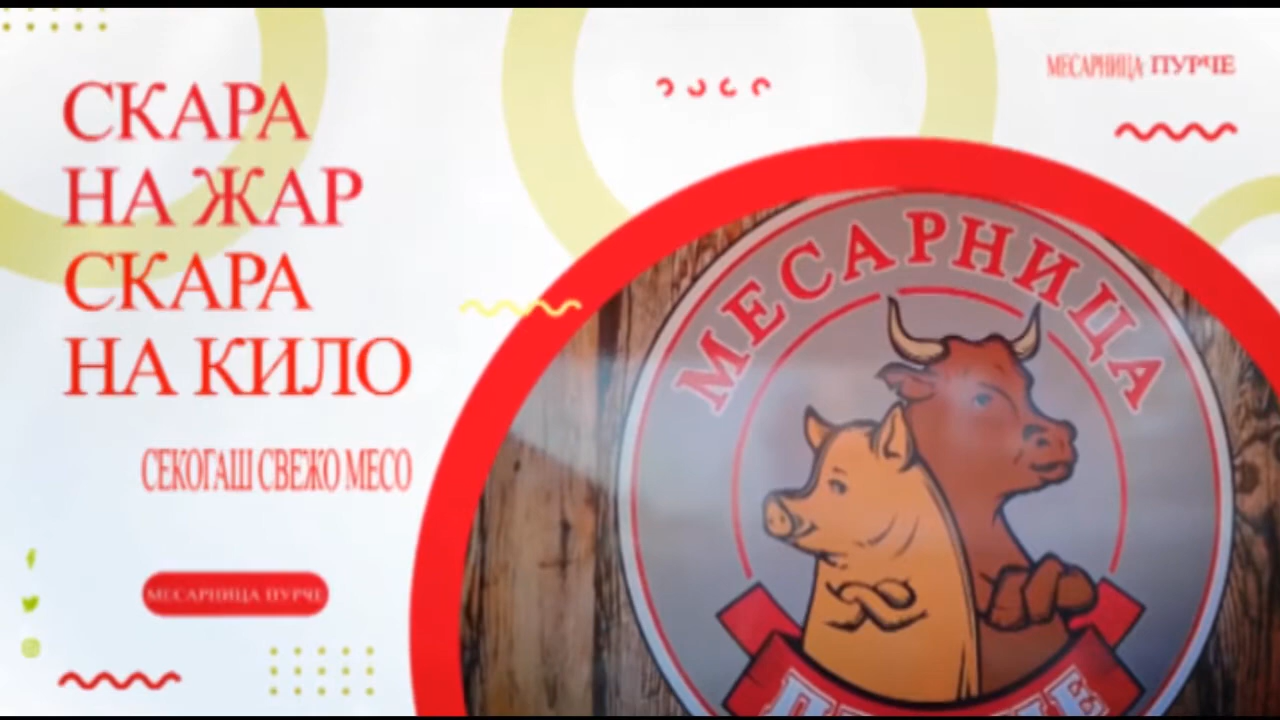 СКАРА
НА ЖАР
СКАРА
НА КИЛО
СЕКОГАШ СВЕЖО МЕСО
МЕСАРНИЦА ПУРЧЕ
МЕСАРНИЦА ПУРЧЕ
МЕСАРНИЦА